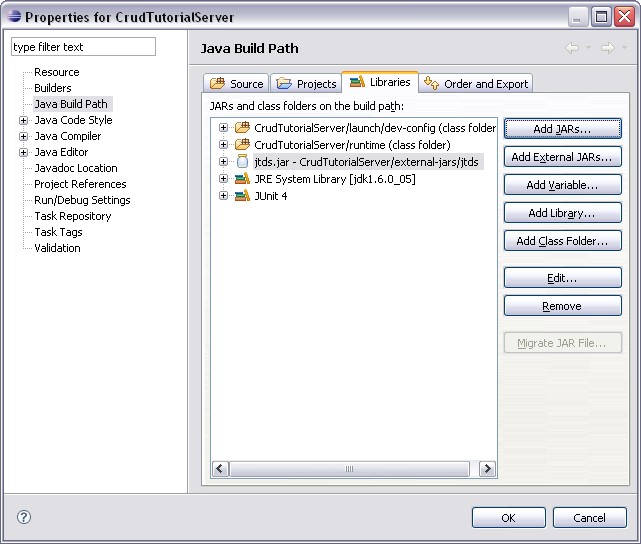 Properties for CrudTutorialServer
type filter text
Resource
Builders
Java Build Path
Java Code Style
Java Compiler
Java Editor
Javadoc Location
Project References
Run/Debug Settings
Task Repository
Task Tags
Validation
Java Build Path
Source Projects Libraries Order and Export
JARs and class folders on the build path:
CrudTutorialServer/launch/dev-config (class folder
CrudTutorialServer/runtime (class folder)
jtds.jar - CrudTutorialServer/external-jars/jtds
JRE System Library [jdk1.6.0_05]
JUnit 4
Add JARs...
Add External JARs...
Add Variable...
Add Library...
Add Class Folder...
Edit...
Remove
Migrate JAR File...
OK Cancel